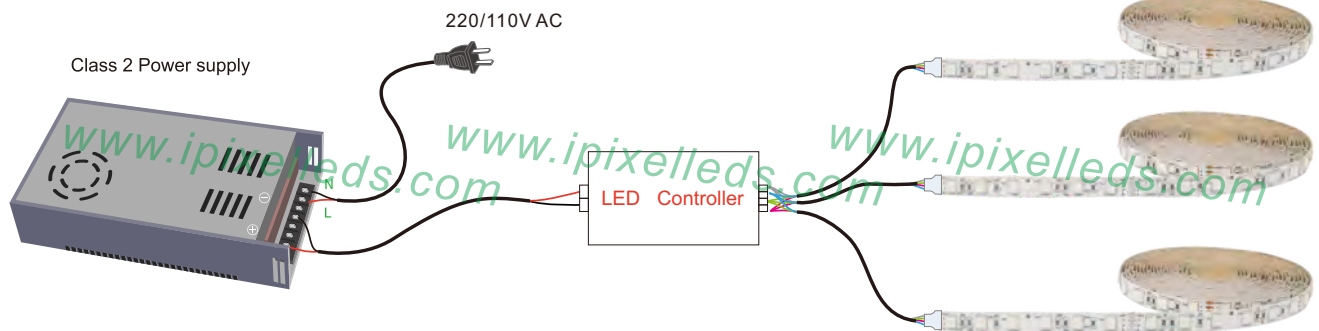 220/110V AC
Class 2 Power supply
www.ipixelleds.com www.ipixelleds.com www.ipixelleds.com
N
L
⊖
⊕
LED Controller